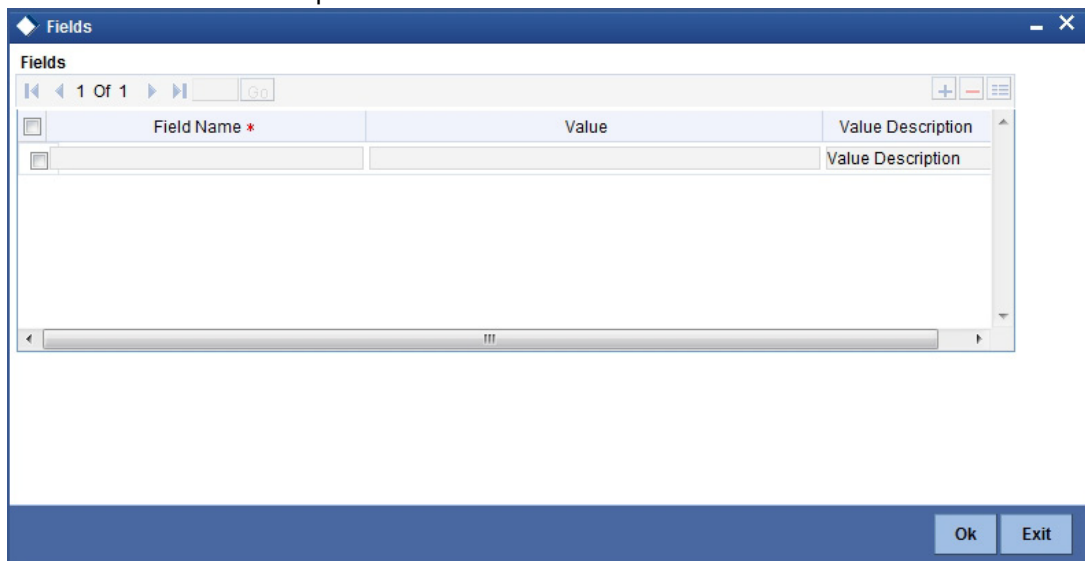 Fields
Fields
1 Of 1 Go
Field Name * Value Value Description
Value Description
Ok Exit